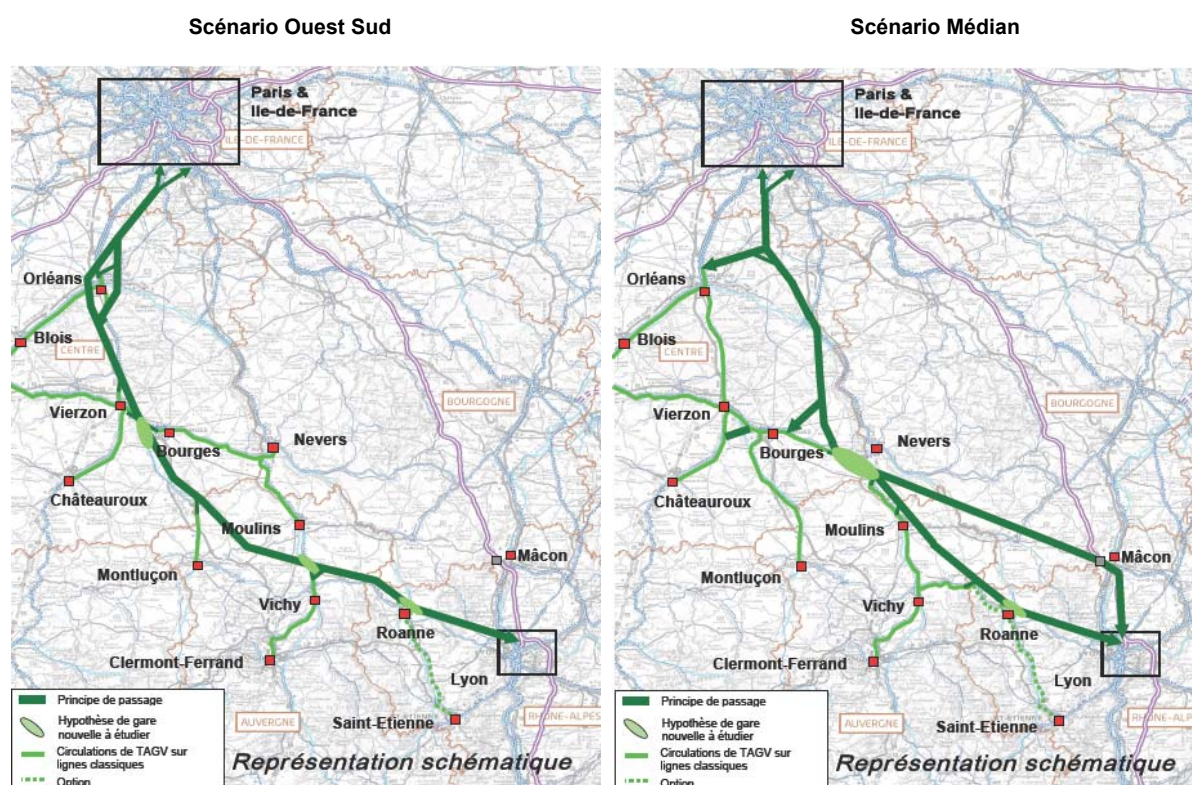 Scénario Ouest Sud
Paris &
Ile-de-France
ILE-DE-FRANCE
Orléans
Blois
CENTRE
BOURGOGNE
Vierzon
Bourges
Nevers
Châteauroux
Moulins
Mâcon
Montluçon
Vichy
Roanne
Clermont-Ferrand
Lyon
AUVERGNE
Saint-Etienne
RHONE-ALPES
Principe de passage
Hypothèse de gare
nouvelle à étudier
Circulations de TAGV sur
lignes classiques
Option
Représentation schématique
Scénario Médian
Paris &
Ile-de-France
ILE-DE-FRANCE
Orléans
Blois
CENTRE
BOURGOGNE
Vierzon
Bourges
Nevers
Châteauroux
Moulins
Mâcon
Montluçon
Vichy
Roanne
Clermont-Ferrand
Lyon
AUVERGNE
Saint-Etienne
RHONE-ALPES
Principe de passage
Hypothèse de gare
nouvelle à étudier
Circulations de TAGV sur
lignes classiques
Option
Représentation schématique